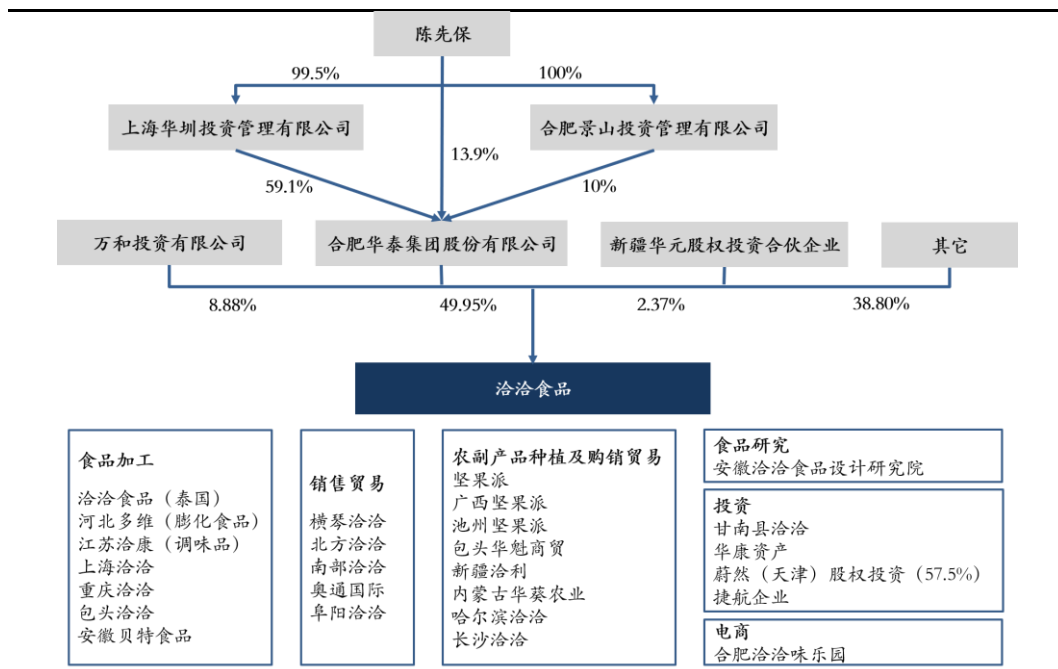 陈先保
99.5%
100%
上海华圳投资管理有限公司
合肥景山投资管理有限公司
13.9%
59.1%
10%
万和投资有限公司
合肥华泰集团股份有限公司
新疆华元股权投资合伙企业
其它
8.88%
49.95%
2.37%
38.80%
洽洽食品
食品加工
洽洽食品（泰国）
河北多维（膨化食品）
江苏洽康（调味品）
上海洽洽
重庆洽洽
包头洽洽
安徽贝特食品
销售贸易
横琴洽洽
北方洽洽
南部洽洽
奥通国际
阜阳洽洽
农副产品种植及购销贸易
坚果派
广西坚果派
池州坚果派
包头华魁商贸
新疆洽利
内蒙古华葵农业
哈尔滨洽洽
长沙洽洽
食品研究
安徽洽洽食品设计研究院
投资
甘南县洽洽
华康资产
蔚然（天津）股权投资（57.5%）
捷航企业
电商
合肥洽洽味乐园